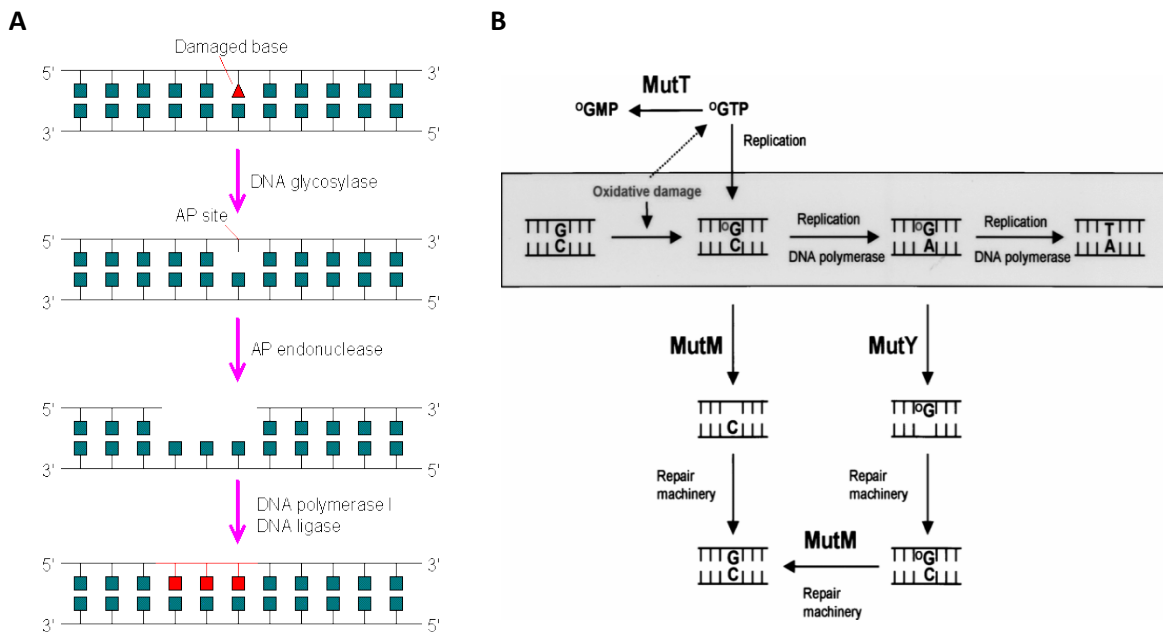 A
Damaged base
5'
3'
3'
5'
DNA glycosylase
AP site
5'
3'
3'
5'
AP endonuclease
5'
3'
3'
5'
DNA polymerase I
DNA ligase
5'
3'
3'
5'
B
MutT
oGMP
oGTP
Replication
Oxidative damage
G
C
oG
C
Replication
DNA polymerase
oG
A
Replication
DNA polymerase
T
A
MutM
MutY
C
oG
Repair
machinery
Repair
machinery
MutM
G
C
oG
C
Repair
machinery